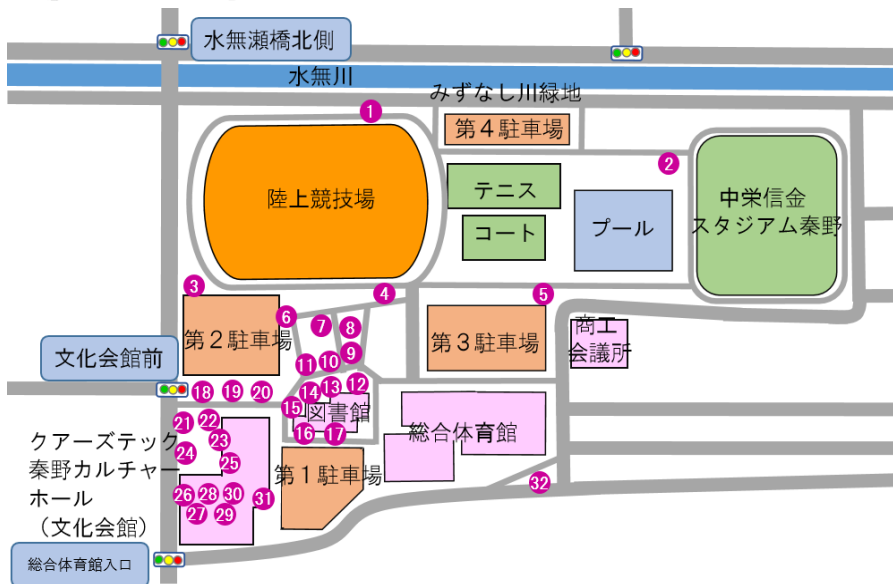 水無瀬橋北側
水無川
みずなし川緑地
1
第４駐車場
2
陸上競技場
テニス
コート
プール
中栄信金
スタジアム秦野
3
4
5
6
7
8
第２駐車場
第３駐車場
商工
会議所
9
10
11
文化会館前
12
13
14
15
図書館
16
17
18
19
20
総合体育館
21
22
23
24
25
クアーズテック
秦野カルチャー
ホール
（文化会館）
第１駐車場
26
27
28
29
30
31
32
総合体育館入口